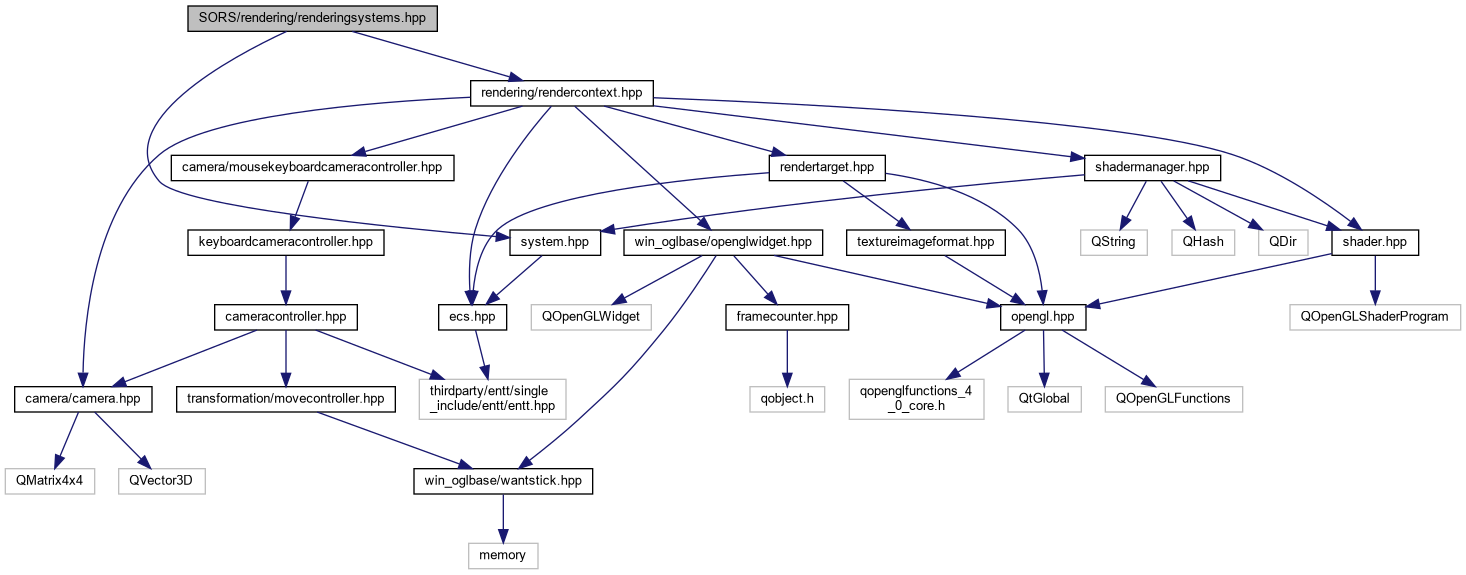 SORS/rendering/renderingsystems.hpp
rendering/rendercontext.hpp
camera/mousekeyboardcameracontroller.hpp
rendertarget.hpp
shadermanager.hpp
keyboardcameracontroller.hpp
system.hpp
win_oglbase/openglwidget.hpp
textureimageformat.hpp
QString
QHash
QDir
shader.hpp
cameracontroller.hpp
ecs.hpp
QOpenGLWidget
framecounter.hpp
opengl.hpp
QOpenGLShaderProgram
camera/camera.hpp
transformation/movecontroller.hpp
thirdparty/entt/single
_include/entt/entt.hpp
qobject.h
qopenglfunctions_4
_0_core.h
QtGlobal
QOpenGLFunctions
QMatrix4x4
QVector3D
win_oglbase/wantstick.hpp
memory